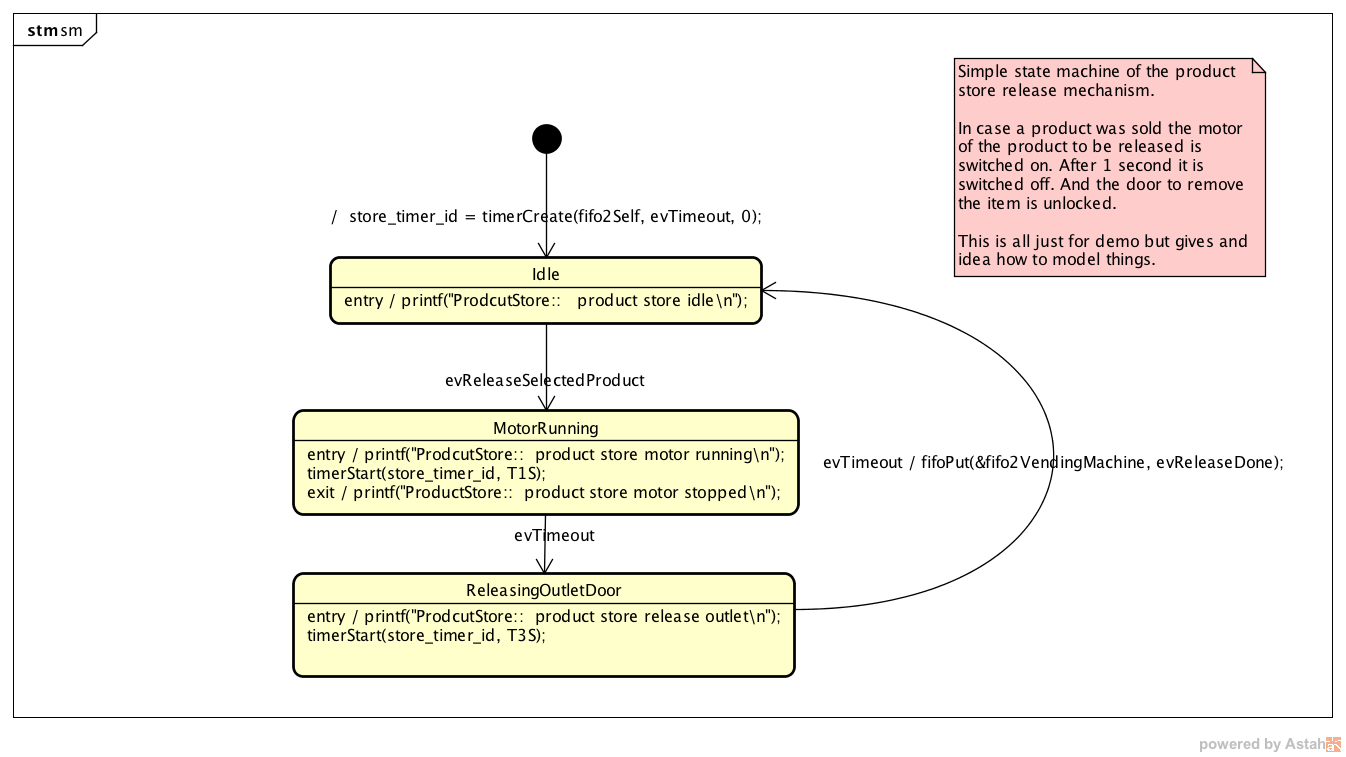 stm sm
Simple state machine of the product
store release mechanism.
In case a product was sold the motor
of the product to be released is
switched on. After 1 second it is
switched off. And the door to remove
the item is unlocked.
This is all just for demo but gives and
idea how to model things.
/ store_timer_id = timerCreate(fifo2Self, evTimeout, 0);
Idle
entry / printf("ProdcutStore:: product store idle\n");
evReleaseSelectedProduct
MotorRunning
entry / printf("ProdcutStore:: product store motor running\n");
timerStart(store_timer_id, T1S);
exit / printf("ProductStore:: product store motor stopped\n");
evTimeout / fifoPut(&fifo2VendingMachine, evReleaseDone);
evTimeout
ReleasingOutletDoor
entry / printf("ProdcutStore:: product store release outlet\n");
timerStart(store_timer_id, T3S);
powered by Astah